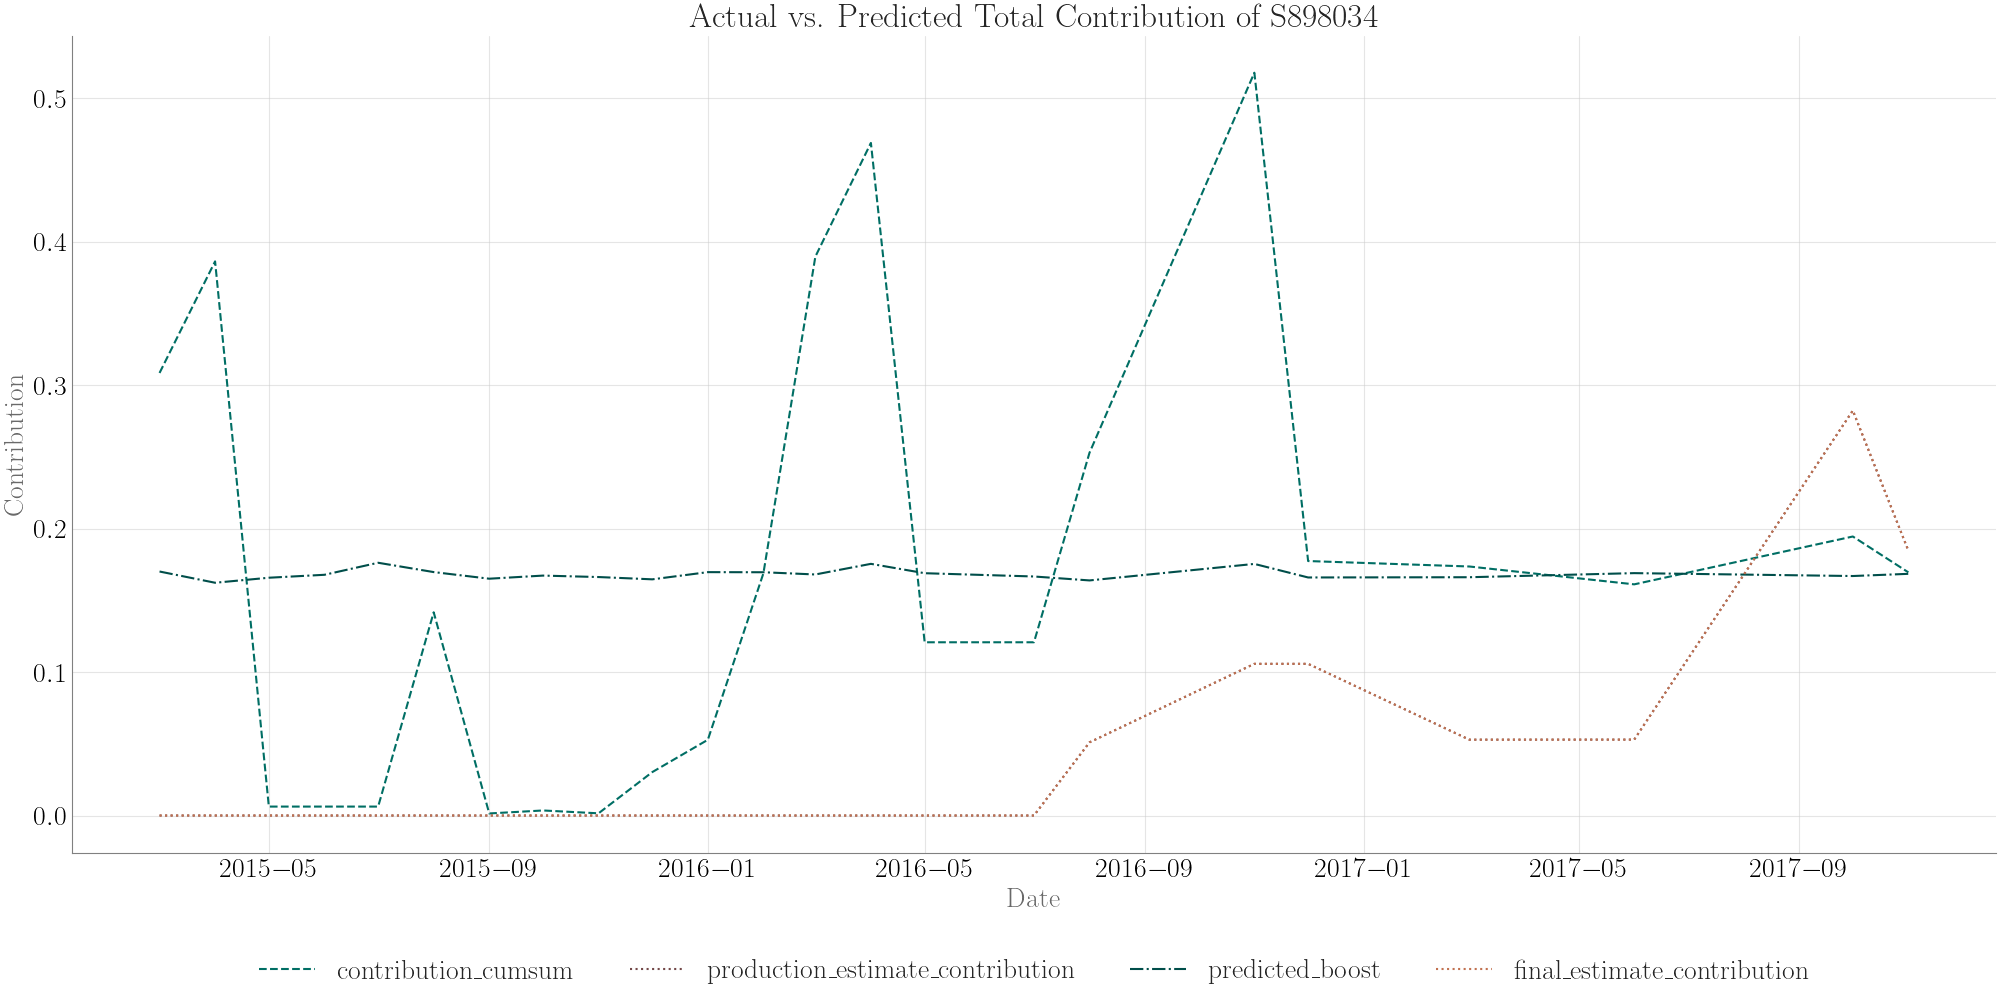 Actual vs. Predicted Total Contribution of S898034
Contribution
0.5
0.4
0.3
0.2
0.1
0.0
2015−05 2015−09 2016−01 2016−05 2016−09 2017−01 2017−05 2017−09
Date
contribution_cumsum production_estimate_contribution predicted_boost final_estimate_contribution